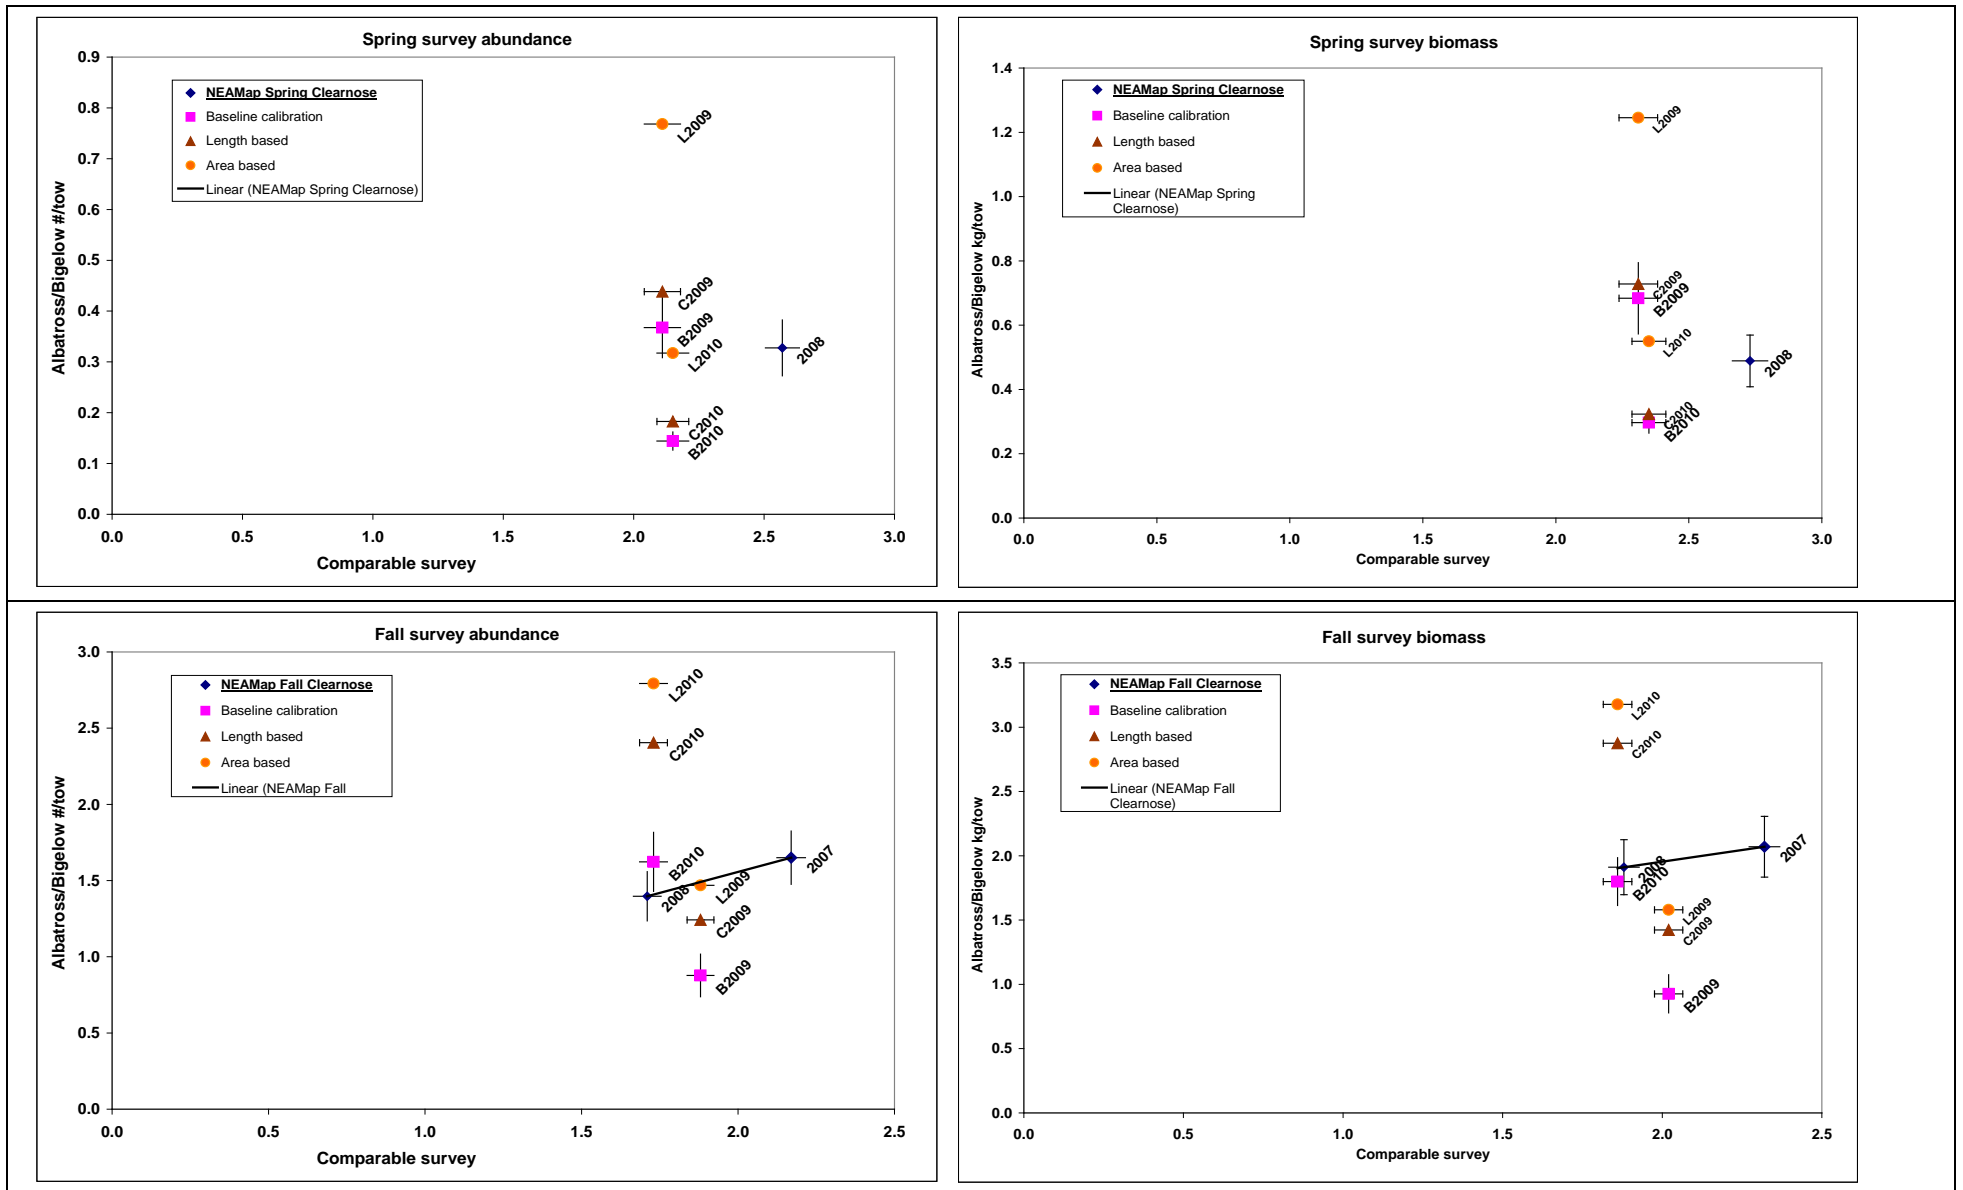 Spring survey abundance
0.9
0.8
0.7
0.6
0.5
0.4
0.3
0.2
0.1
0.0
Albatross/Bigelow #/tow
NEAMap Spring Clearnose
Baseline calibration
Length based
Area based
Linear (NEAMap Spring Clearnose)
L2009
C2009
B2009
L2010
2008
C2010
B2010
0.0 0.5 1.0 1.5 2.0 2.5 3.0
Comparable survey
Spring survey biomass
1.4
1.2
1.0
0.8
0.6
0.4
0.2
0.0
Albatross/Bigelow kg/tow
NEAMap Spring Clearnose
Baseline calibration
Length based
Area based
Linear (NEAMap Spring
Clearnose)
L2009
C2009
B2009
L2010
2008
C2010
B2010
0.0 0.5 1.0 1.5 2.0 2.5 3.0
Comparable survey
Fall survey abundance
3.0
2.5
2.0
1.5
1.0
0.5
0.0
Albatross/Bigelow #/tow
NEAMap Fall Clearnose
Baseline calibration
Length based
Area based
Linear (NEAMap Fall
L2010
C2010
B2010
2007
L2009
2008
C2009
B2009
0.0 0.5 1.0 1.5 2.0 2.5
Comparable survey
Fall survey biomass
3.5
3.0
2.5
2.0
1.5
1.0
0.5
0.0
Albatross/Bigelow kg/tow
NEAMap Fall Clearnose
Baseline calibration
Length based
Area based
Linear (NEAMap Fall
Clearnose)
L2010
C2010
2007
2008
B2010
L2009
C2009
B2009
0.0 0.5 1.0 1.5 2.0 2.5
Comparable survey